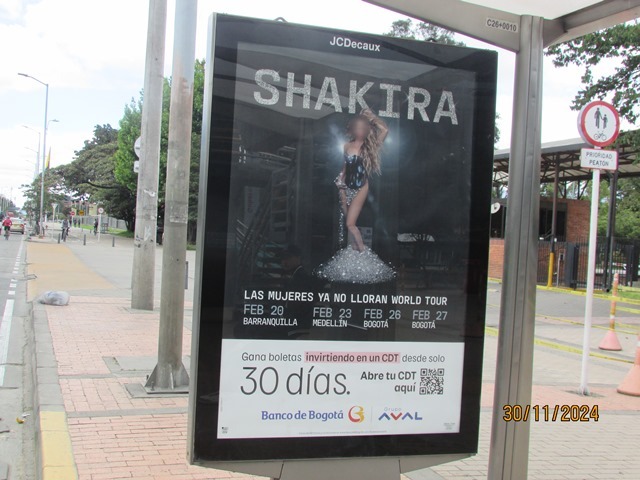 C26+0010
JCDecaux
SHAKIRA
PRIORIDAD
PEATON
LAS MUJERES YA NO LLORAN WORLD TOUR
FEB 20 FEB 23 FEB 26 FEB 27
BARRANQUILLA MEDELLÍN BOGOTÁ BOGOTÁ
Gana boletas invirtiendo en un CDT desde solo
30 días. Abre tu CDT
aquí
Banco de Bogotá Grupo
AVAL
30/11/2024